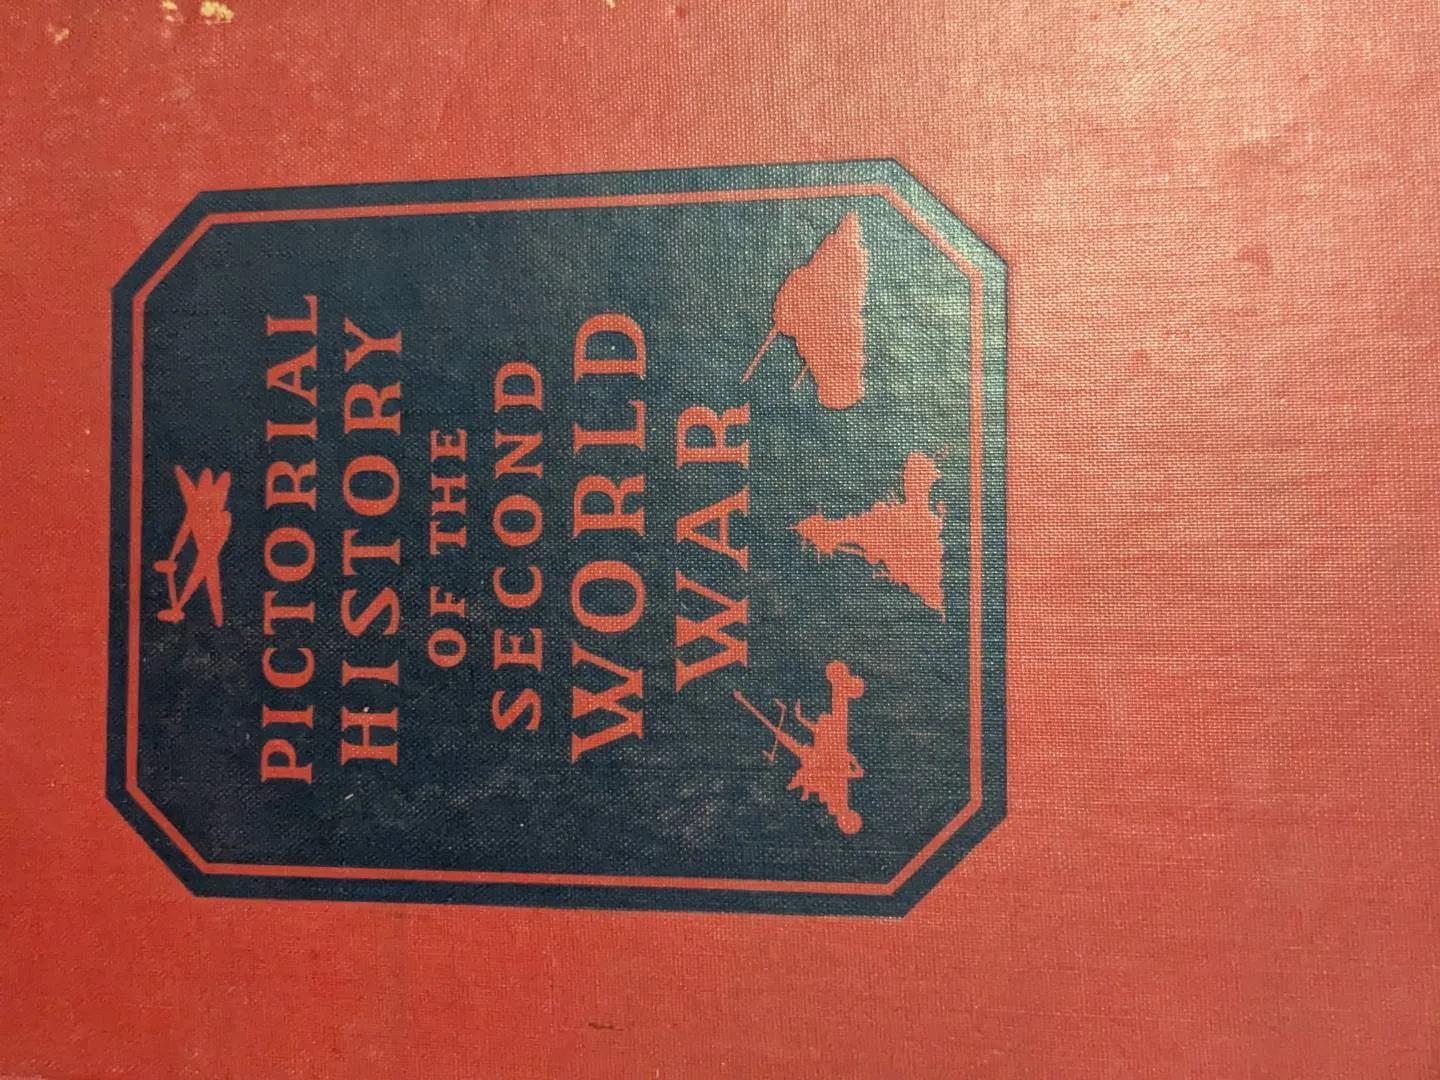 PICTORIAL
HISTORY
OF THE
SECOND
WORLD
WAR